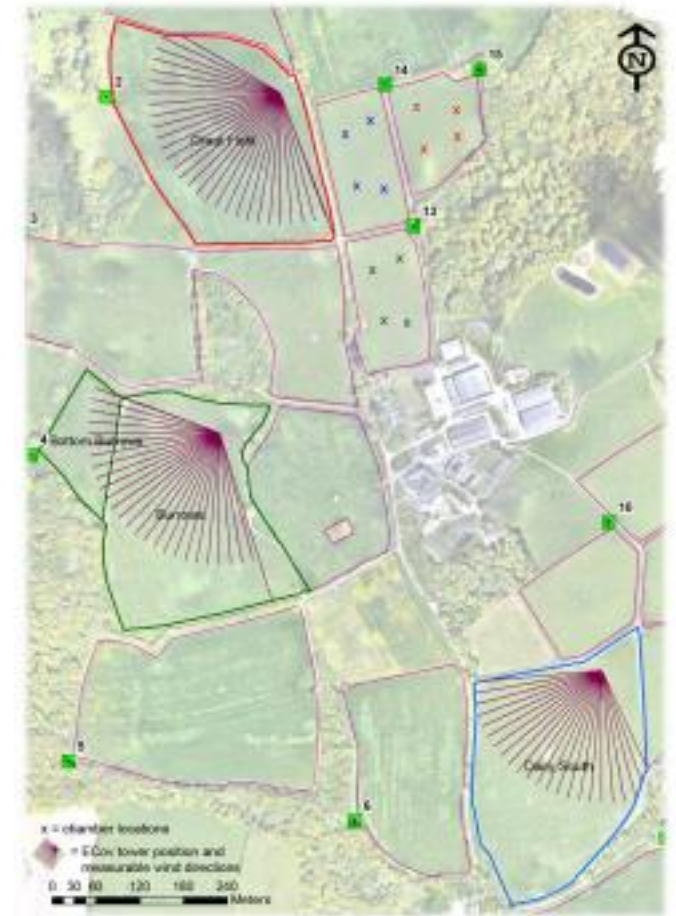 N
2
14
15
13
Great Field
3
4
Bottom Burrows
Burrows
16
Dairy South
5
6
x = chamber locations
= ECov tower position and
measurable wind directions
0 30 60 120 180 240
Meters